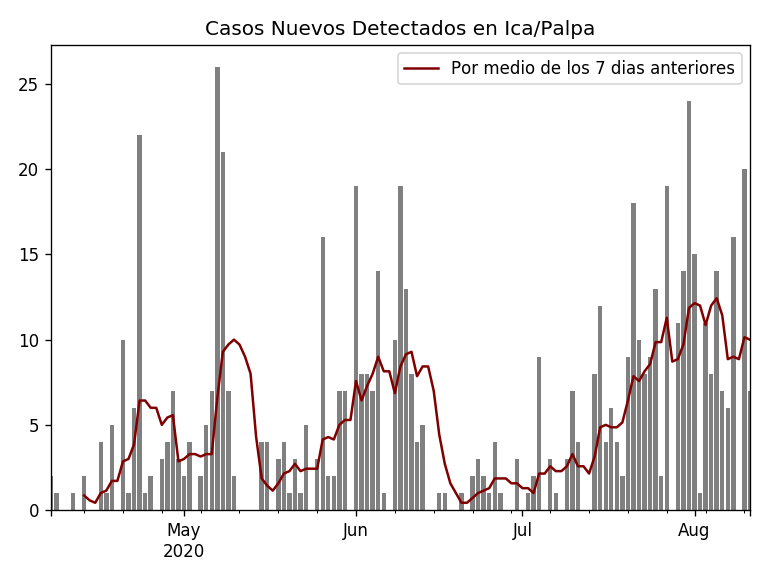 Casos Nuevos Detectados en Ica/Palpa
Por medio de los 7 dias anteriores
25
20
15
10
5
0
May
2020
Jun
Jul
Aug